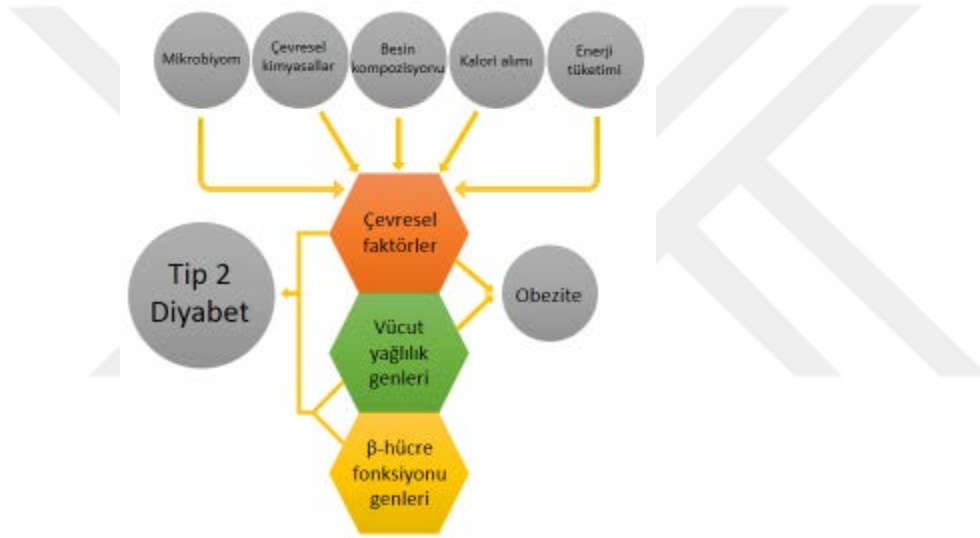 Mikrobiyom
Çevresel
kimyasallar
Besin
kompozisyonu
Kalori alımı
Enerji
tüketimi
Çevresel
faktörler
Tip 2
Diyabet
Obezite
Vücut
yağlılık
genleri
β-hücre
fonksiyonu
genleri